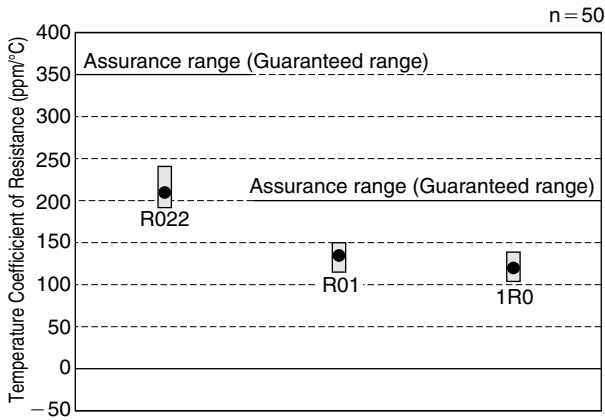 n=50
Temperature Coefficicient of Resistance (ppm/°C)
400
350
300
250
200
150
100
50
0
−50
Assurance range (Guaranteed range)
Assurance range (Guaranteed range)
R022
R01
1R0